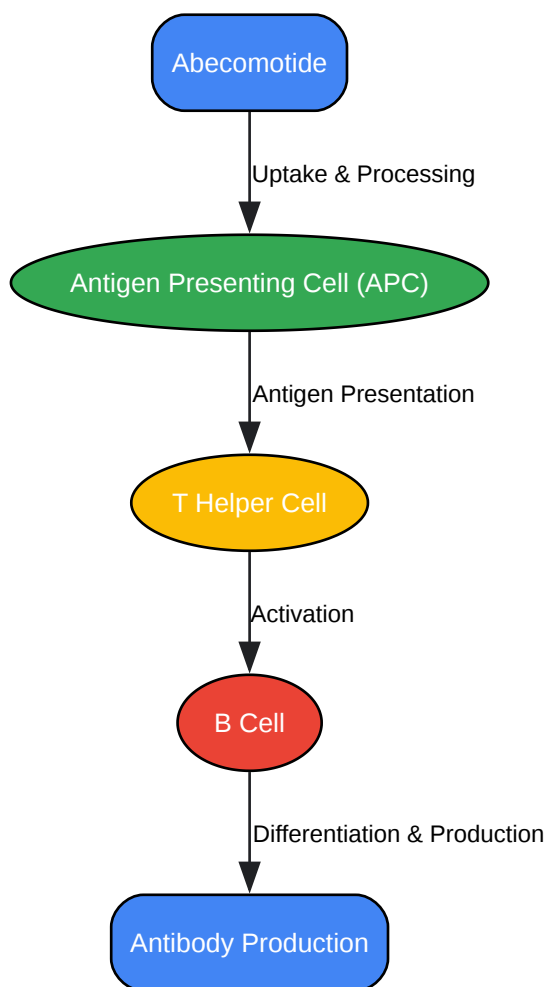 Abecomotide
Uptake & Processing
Antigen Presenting Cell (APC)
Antigen Presentation
T Helper Cell
Activation
B Cell
Differentiation & Production
Antibody Production